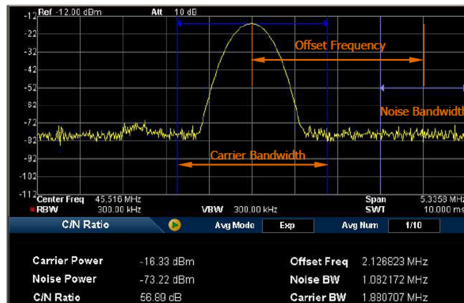 Ref -12.00 dBm Att 10 dB
-12
-22
-32
-42
-52
-62
-72
-82
-92
-102
-112
Offset Frequency
Noise Bandwidth
Carrier Bandwidth
Center Freq 45.516 MHz Span 5.3358 MHz
RBW 300.00 kHz VBW 300.00 kHz SWT 10.000 ms
C/N Ratio Avg Mode Exp Avg Num 1/10
Carrier Power -16.33 dBm Offset Freq 2.126823 MHz
Noise Power -73.22 dBm Noise BW 1.082172 MHz
C/N Ratio 56.89 dB Carrier BW 1.880707 MHz